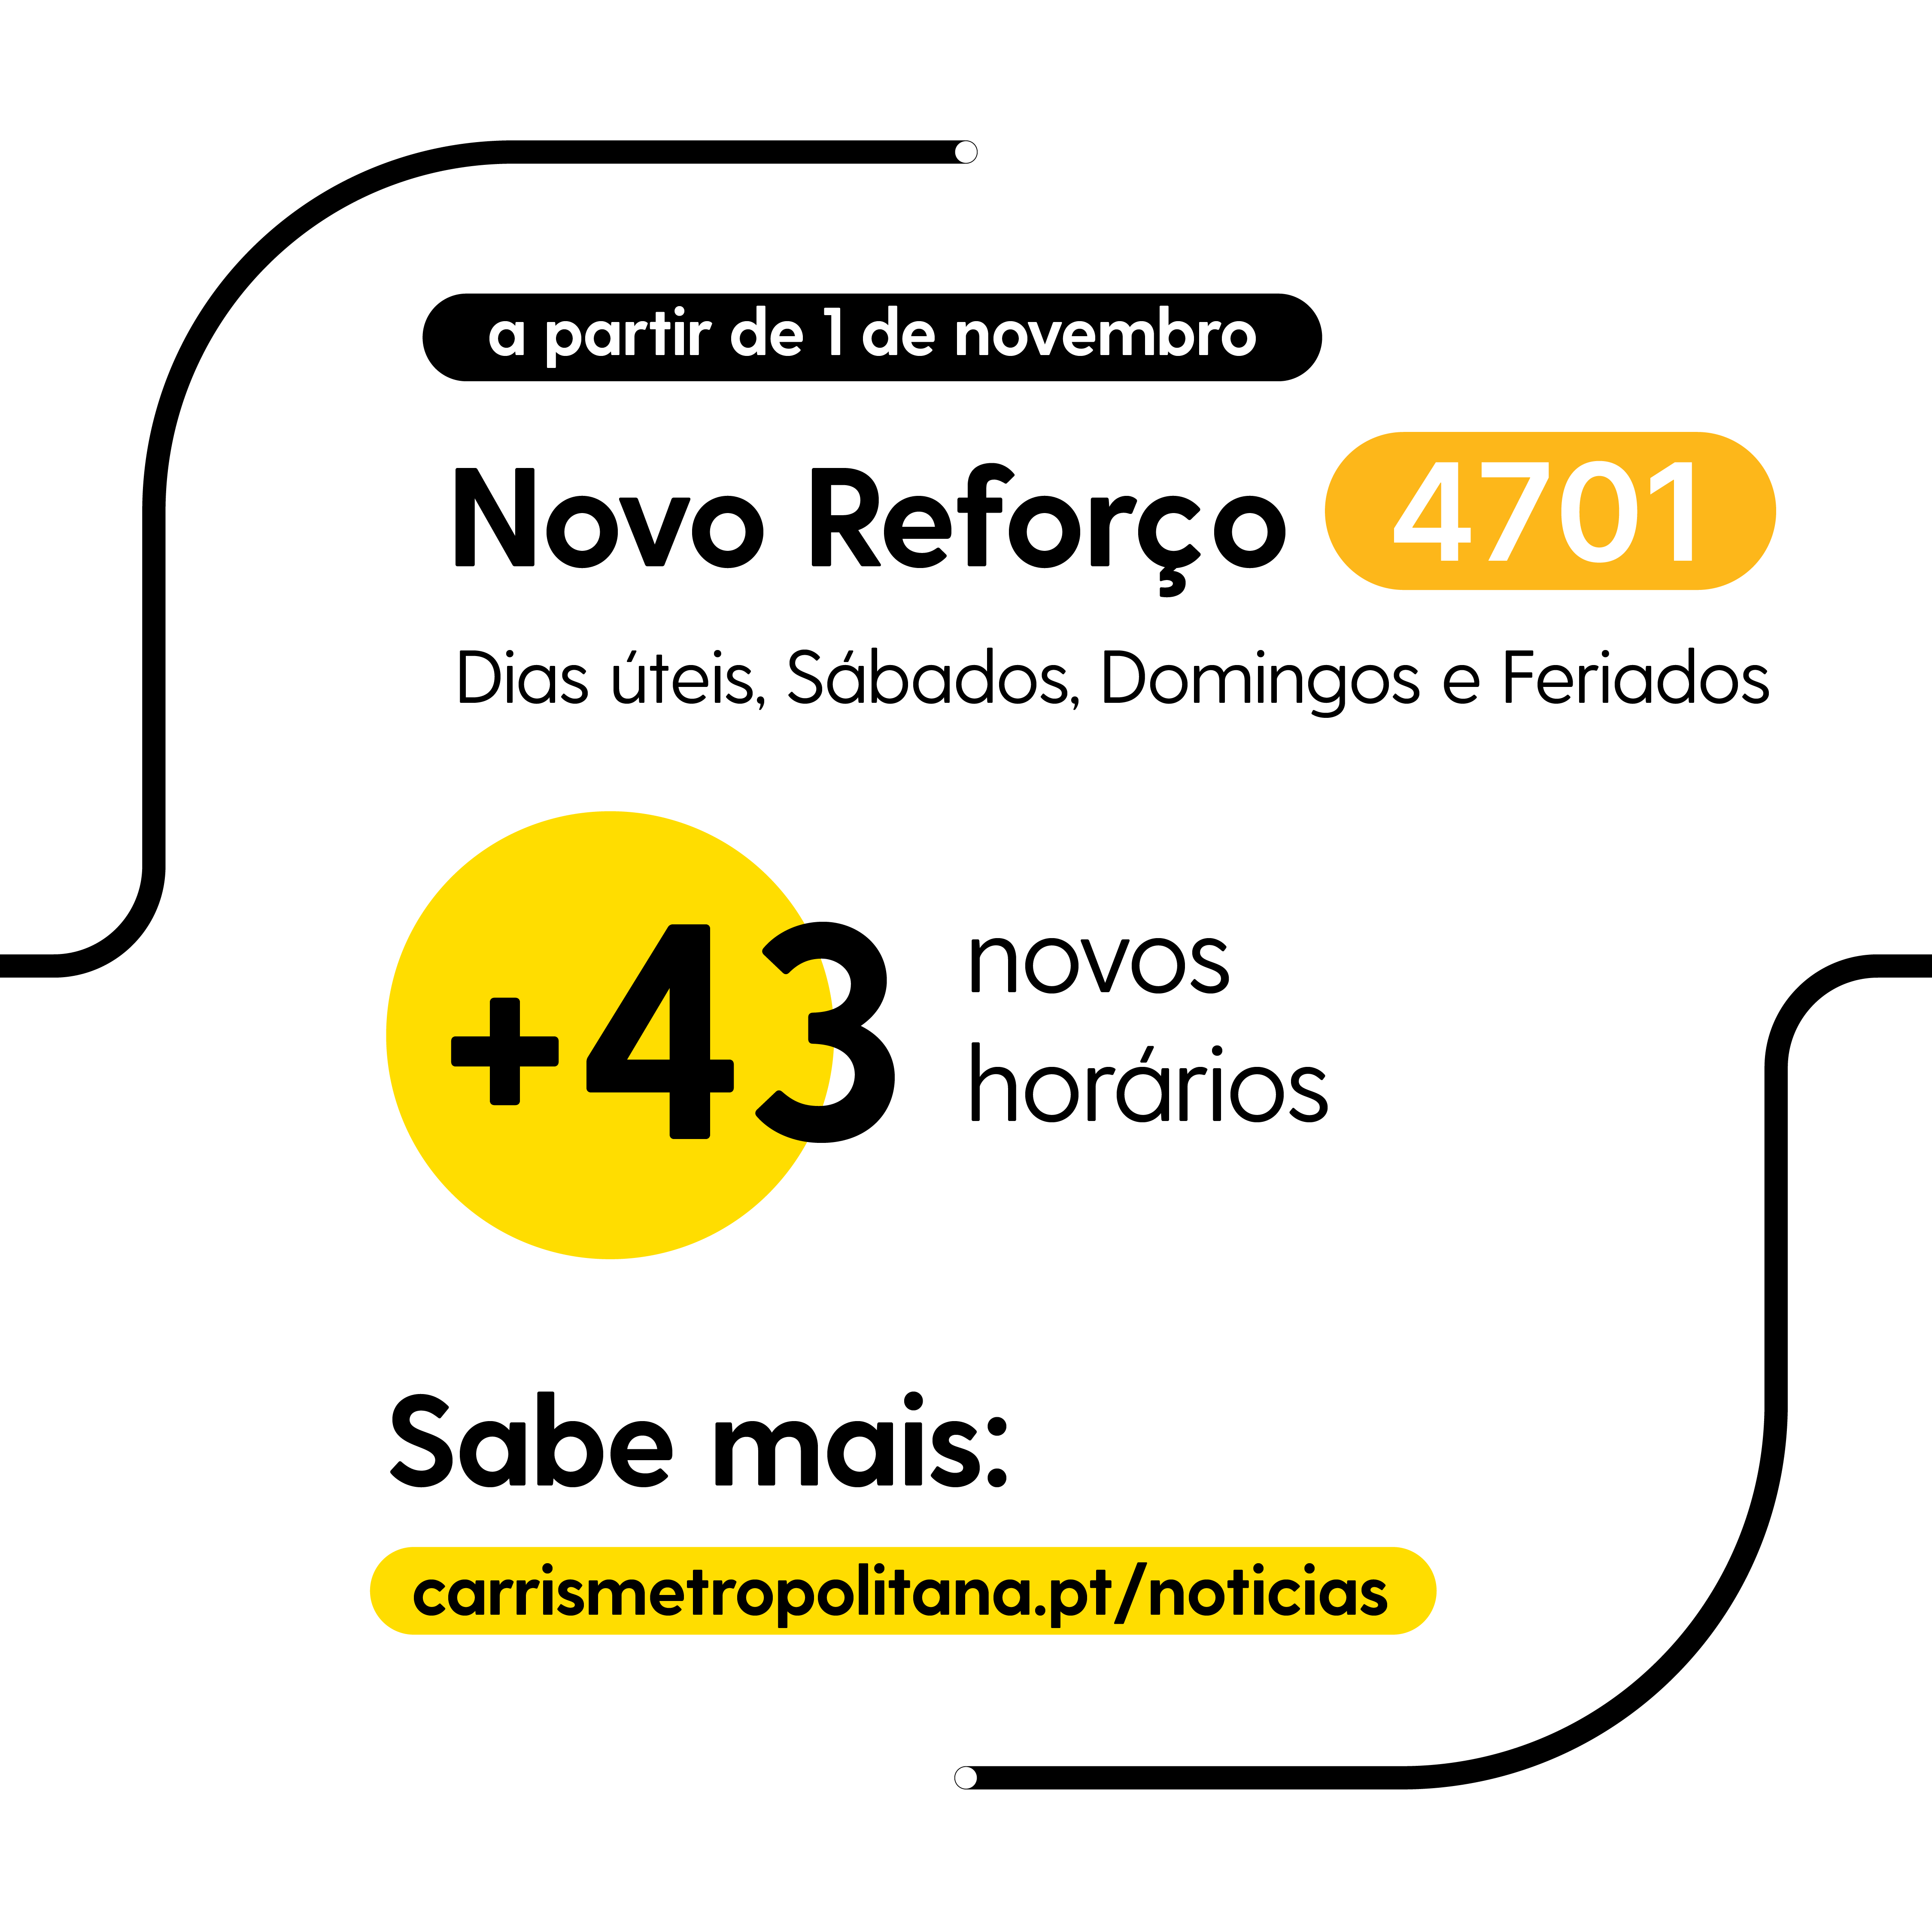 a partir de 1 de novembro
Novo Reforço 4701
Dias úteis, Sábados, Domingos e Feriados
+43 novos
horários
Sabe mais:
carrismetropolitana.pt/noticias